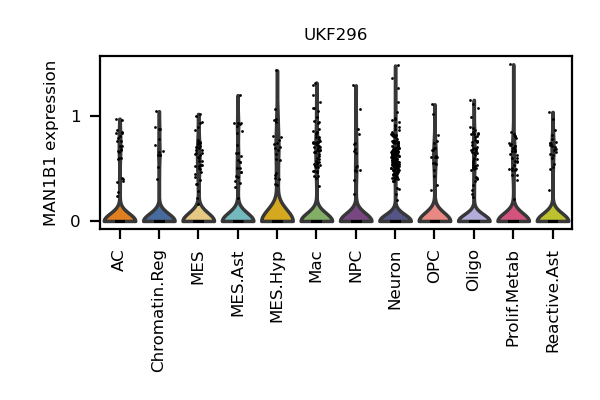 UKF296
MAN1B1 expression
1
0
AC
Chromatin.Reg
MES
MES.Ast
MES.Hyp
Mac
NPC
Neuron
OPC
Oligo
Prolif.Metab
Reactive.Ast